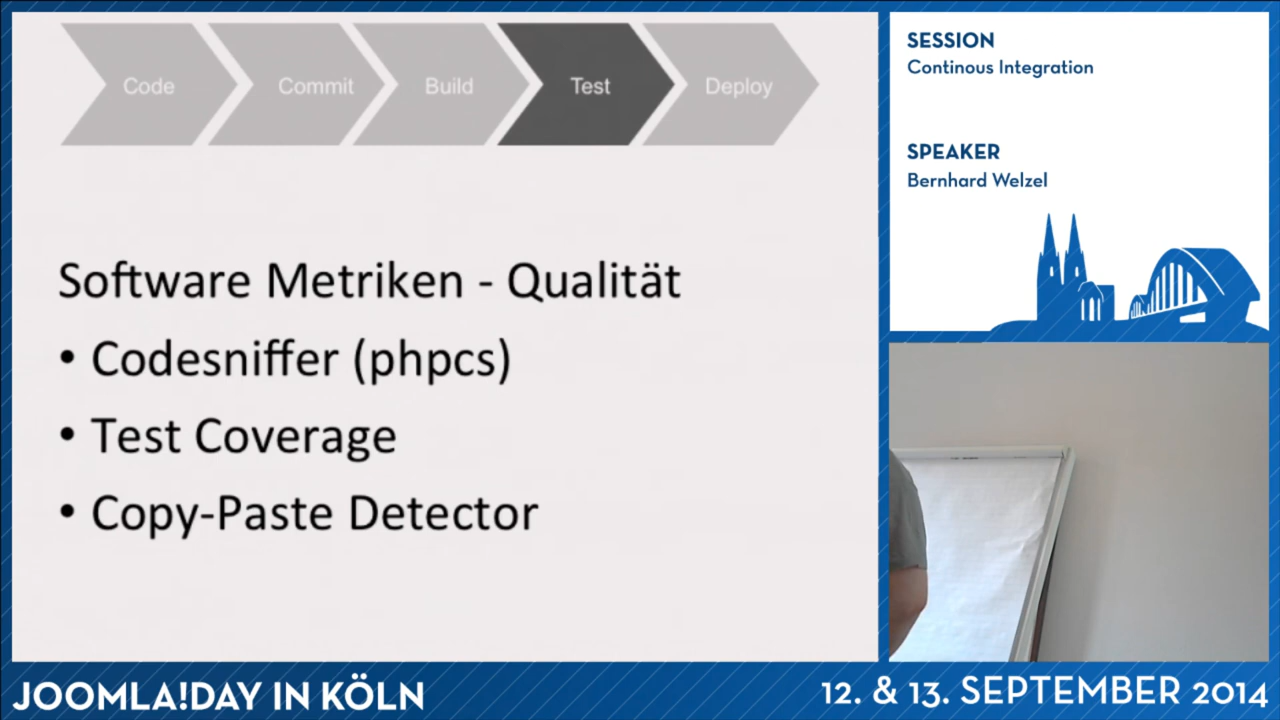 Code
Commit
Build
Test
Deploy
Software Metriken - Qualität
• Codesniffer (phpcs)
• Test Coverage
• Copy-Paste Detector
SESSION
Continous Integration
SPEAKER
Bernhard Welzel
JOOMLA!DAY IN KÖLN
12. & 13. SEPTEMBER 2014